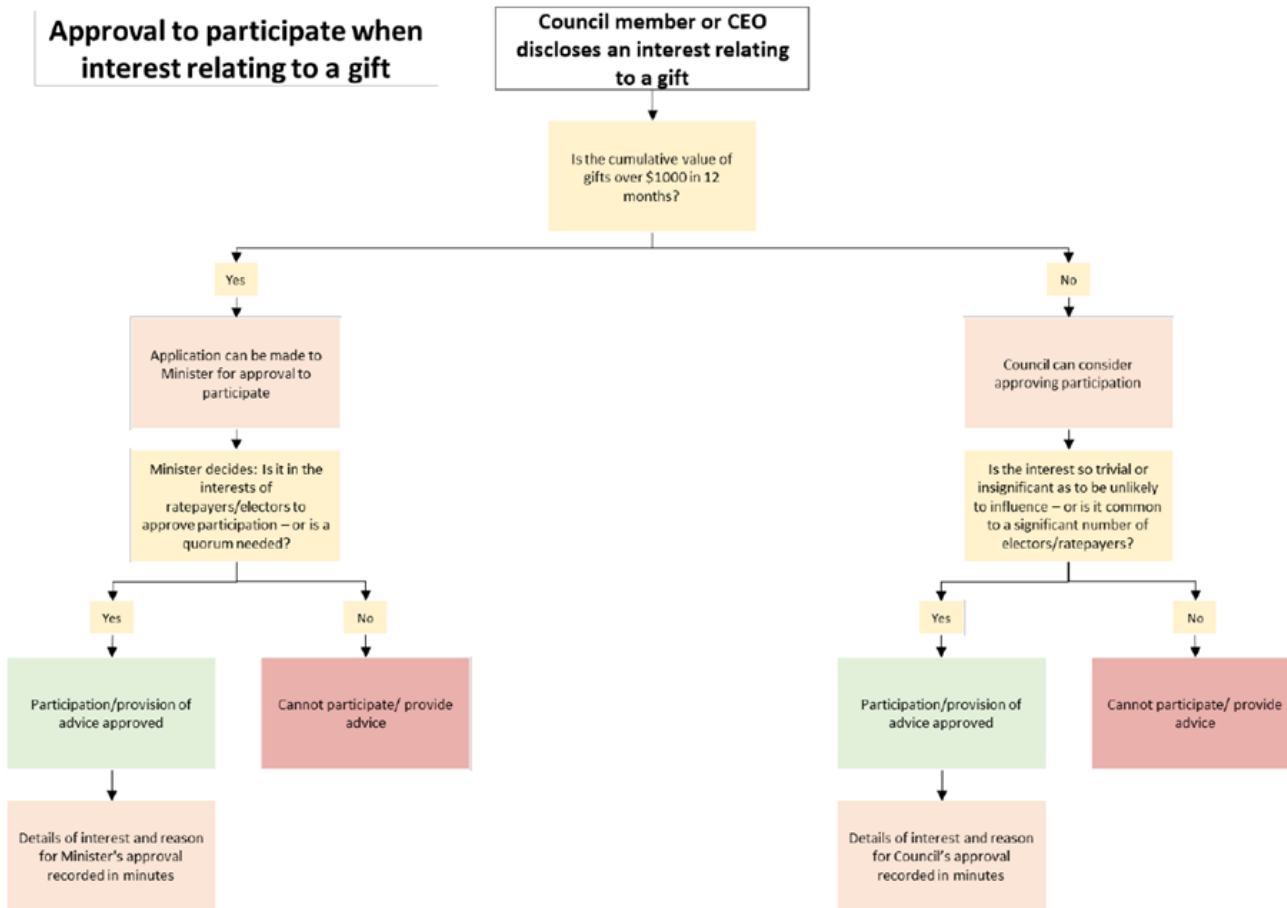 Approval to participate when
interest relating to a gift
Council member or CEO
discloses an interest relating
to a gift
Is the cumulative value of
gifts over $1000 in 12
months?
Yes
No
Application can be made to
Minister for approval to
participate
Council can consider
approving participation
Minister decides: Is it in the
interests of
ratepayers/electors to
approve participation – or is a
quorum needed?
Is the interest so trivial or
insignificant as to be unlikely
to influence – or is it common
to a significant number of
electors/ratepayers?
Yes
No
Yes
No
Participation/provision of
advice approved
Cannot participate/ provide
advice
Participation/provision of
advice approved
Cannot participate/ provide
advice
Details of interest and reason
for Minister's approval
recorded in minutes
Details of interest and reason
for Council's approval
recorded in minutes